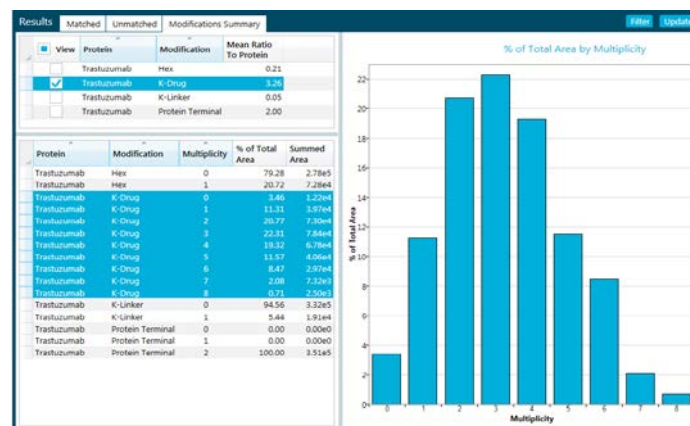 Results Matched Unmatched Modifications Summary Filter Update
View Protein Modification Mean Ratio To Protein
Trastuzumab Hex 0.21
Trastuzumab K-Drug 3.26
Trastuzumab K-Linker 0.05
Trastuzumab Protein Terminal 2.00
Protein Modification Multiplicity % of Total Area Summed Area
Trastuzumab Hex 0 79.28 2.78e5
Trastuzumab Hex 1 20.72 7.28e4
Trastuzumab K-Drug 0 3.46 1.22e4
Trastuzumab K-Drug 1 11.31 3.97e4
Trastuzumab K-Drug 2 20.77 7.30e4
Trastuzumab K-Drug 3 22.31 7.84e4
Trastuzumab K-Drug 4 19.32 6.78e4
Trastuzumab K-Drug 5 11.57 4.06e4
Trastuzumab K-Drug 6 8.47 2.97e4
Trastuzumab K-Drug 7 2.08 7.32e3
Trastuzumab K-Drug 8 0.71 2.50e3
Trastuzumab K-Linker 0 94.56 3.32e5
Trastuzumab K-Linker 1 5.44 1.91e4
Trastuzumab Protein Terminal 0 0.00 0.00e0
Trastuzumab Protein Terminal 1 0.00 0.00e0
Trastuzumab Protein Terminal 2 100.00 3.51e5
% of Total Area by Multiplicity
% of Total Area
22
20
18
16
14
12
10
8
6
4
2
0
0 1 2 3 4 5 6 7 8
Multiplicity